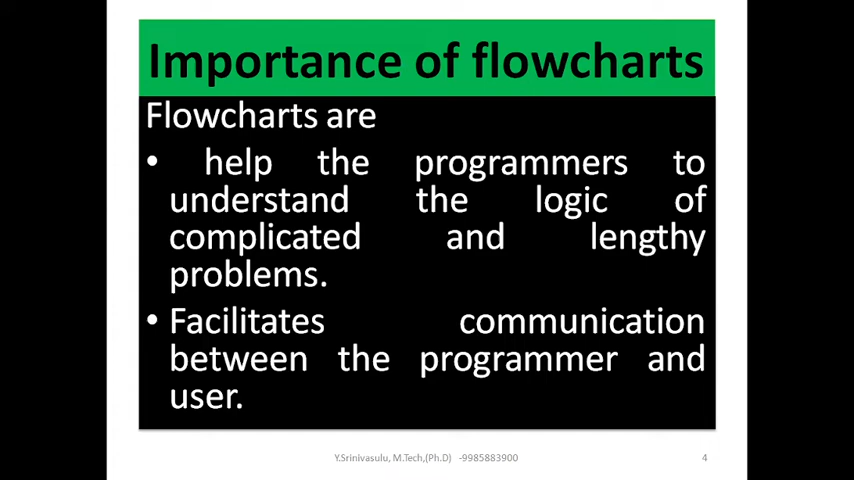 Importance of flowcharts
Flowcharts are
• help the programmers to
understand the logic of
complicated and lengthy
problems.
• Facilitates communication
between the programmer and
user.
Y.Srinivasulu, M.Tech,(Ph.D) -9985883900 4